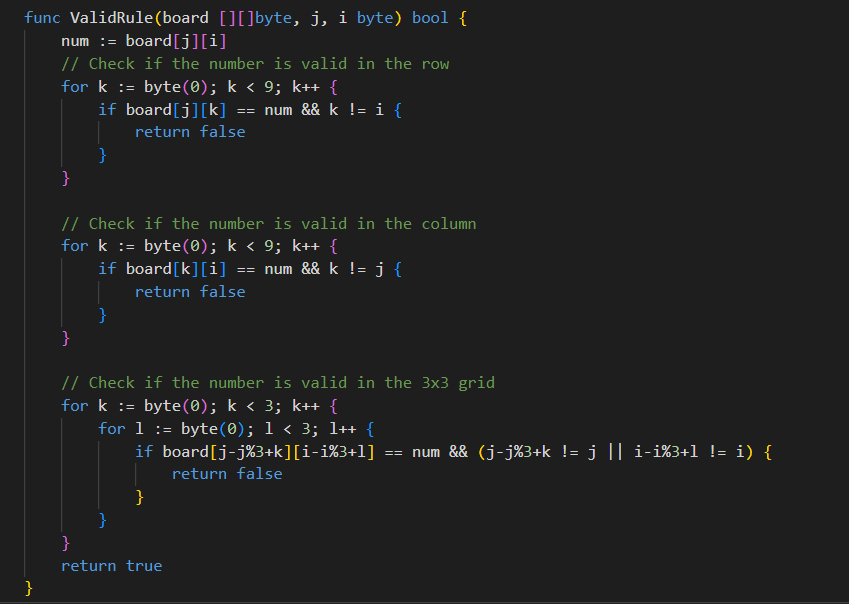 func ValidRule(board [][]byte, j, i byte) bool {
    num := board[j][i]
    // Check if the number is valid in the row
    for k := byte(0); k < 9; k++ {
        if board[j][k] == num && k != i {
            return false
        }
    }

    // Check if the number is valid in the column
    for k := byte(0); k < 9; k++ {
        if board[k][i] == num && k != j {
            return false
        }
    }

    // Check if the number is valid in the 3x3 grid
    for k := byte(0); k < 3; k++ {
        for l := byte(0); l < 3; l++ {
            if board[j-j%3+k][i-i%3+l] == num && (j-j%3+k != j || i-i%3+l != i) {
                return false
            }
        }
    }
    return true
}